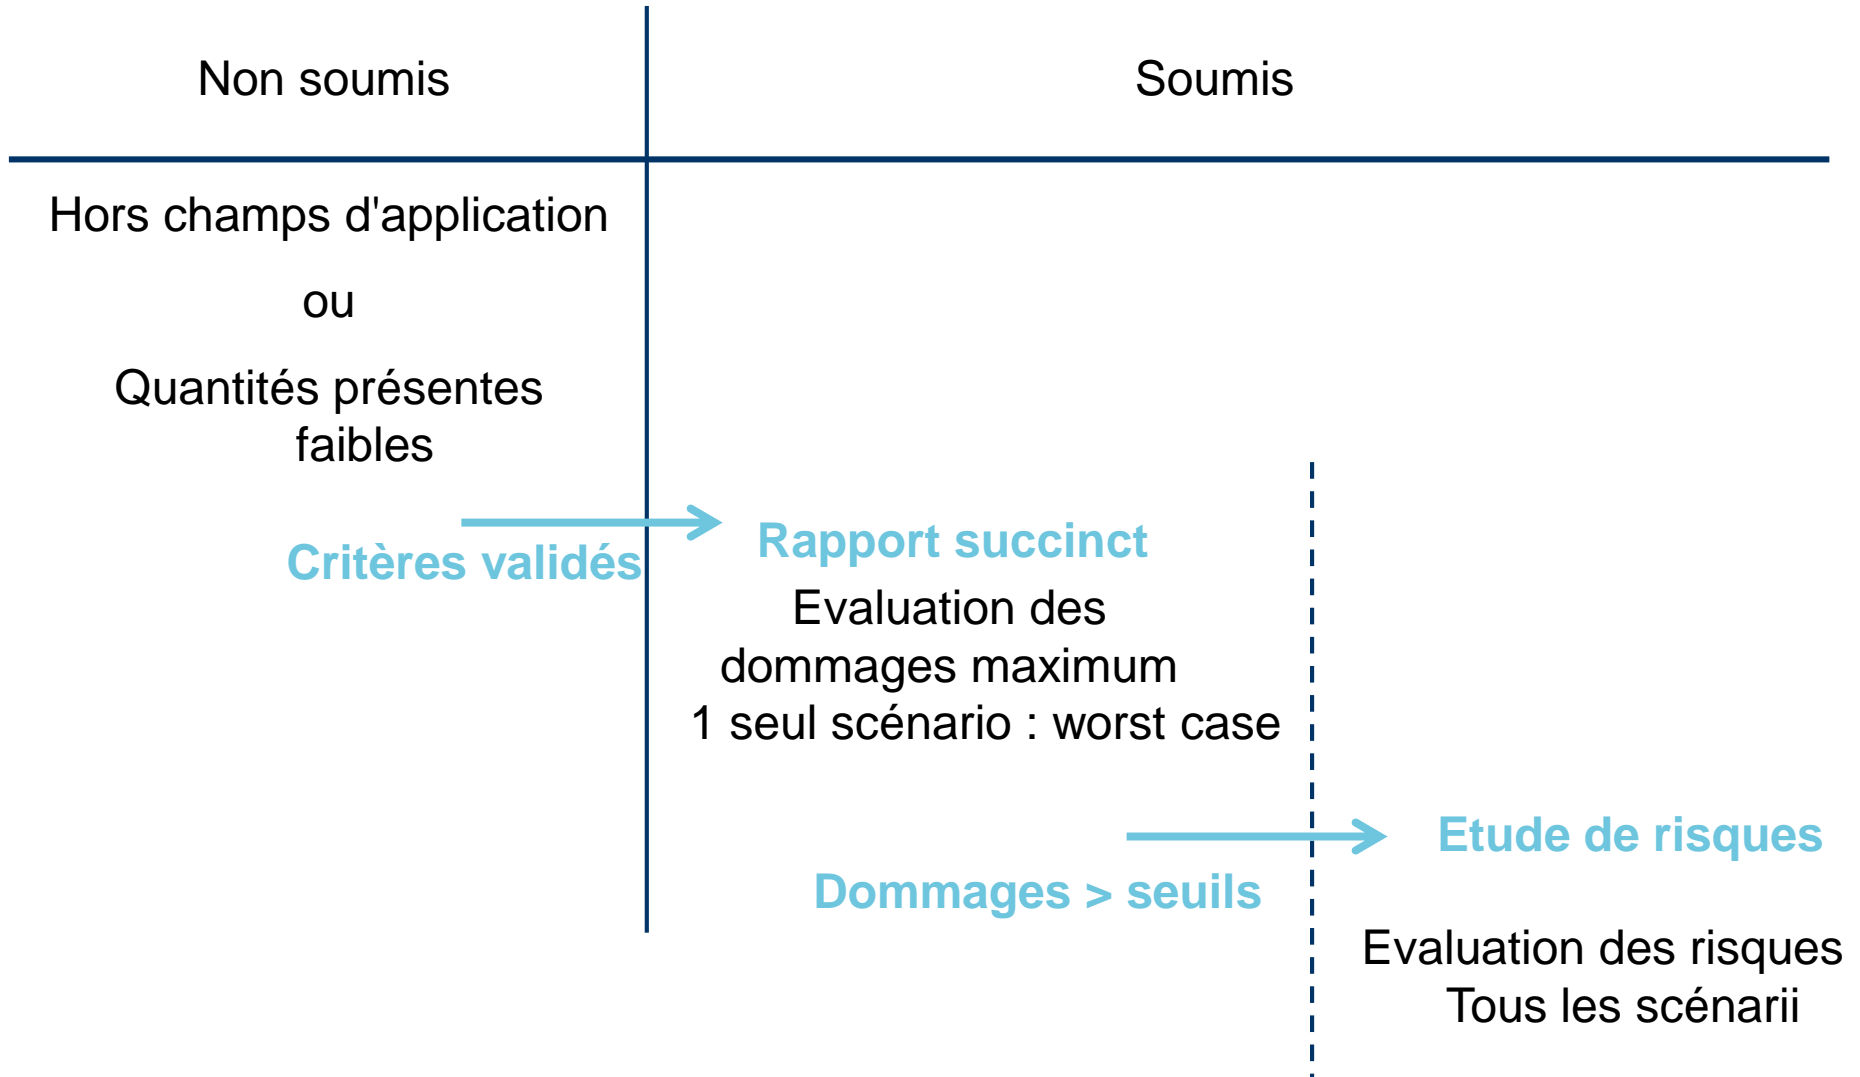 Non soumis
Soumis
Hors champs d'application
ou
Quantités présentes
faibles
Critères validés
Rapport succinct
Evaluation des
dommages maximum
1 seul scénario : worst case
Dommages > seuils
Etude de risques
Evaluation des risques
Tous les scénarii